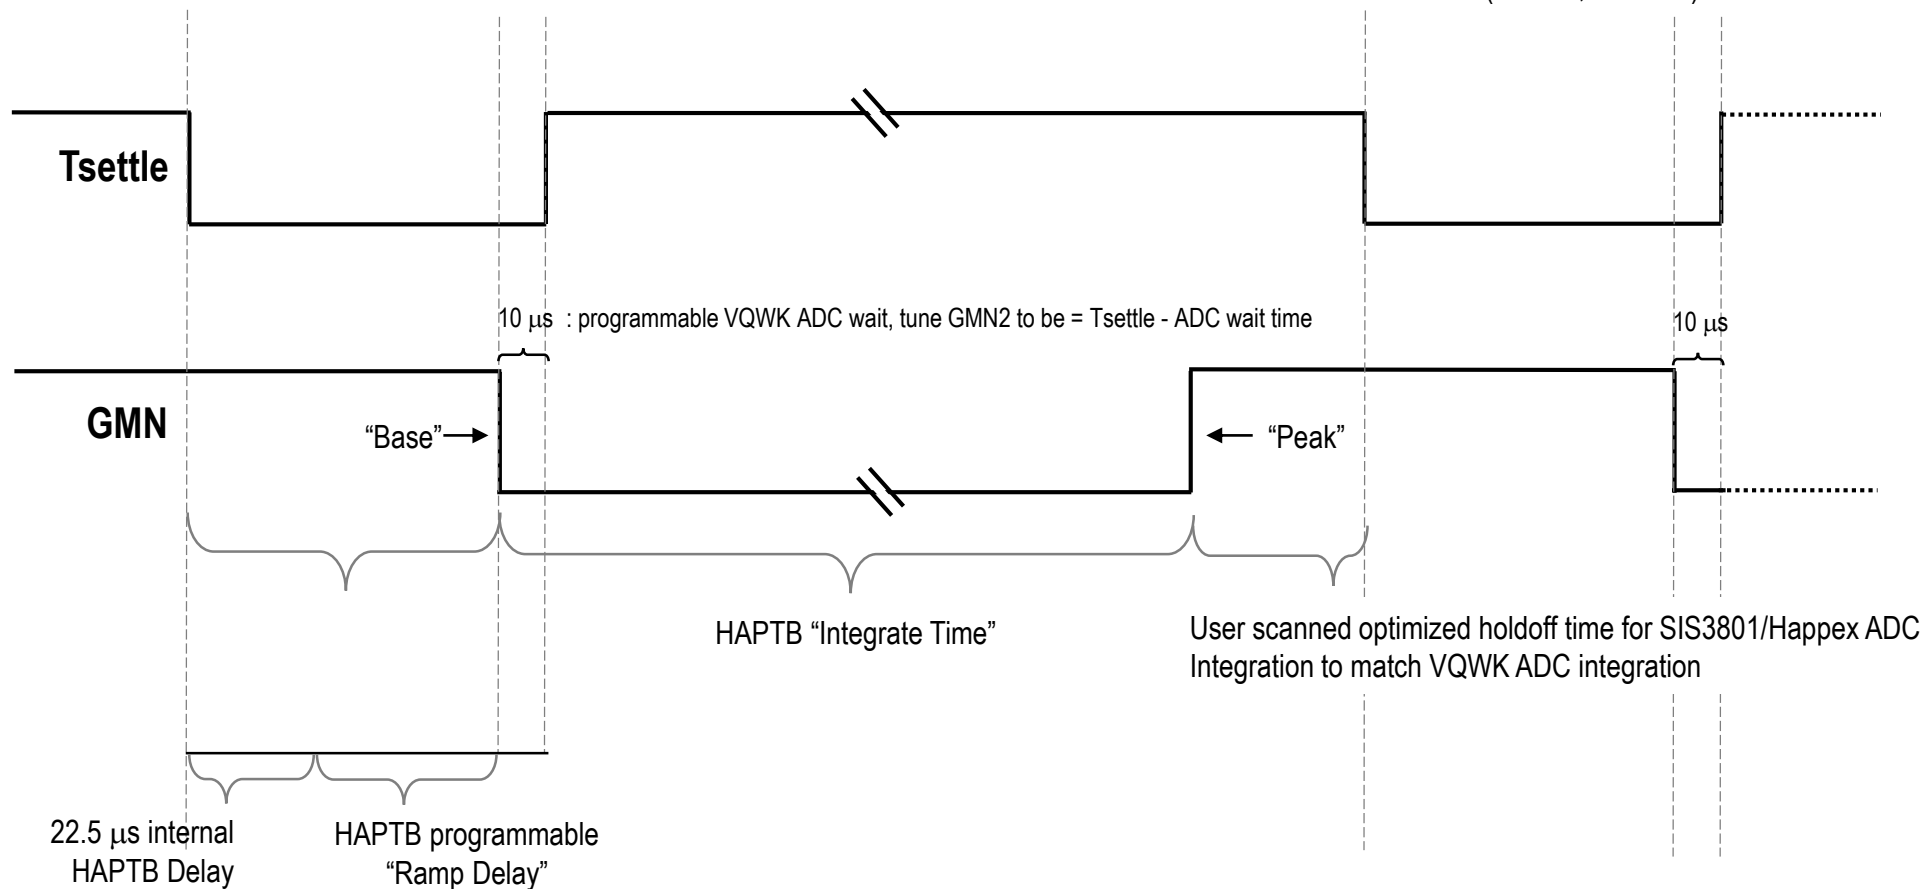 Tsettle
10 μs : programmable VQWK ADC wait, tune GMN2 to be = Tsettle - ADC wait time
10 μs
GMN
“Base”
“Peak”
HAPTB “Integrate Time”
User scanned optimized holdoff time for SIS3801/Happex ADC
Integration to match VQWK ADC integration
22.5 μs internal
HAPTB Delay
HAPTB programmable
“Ramp Delay”